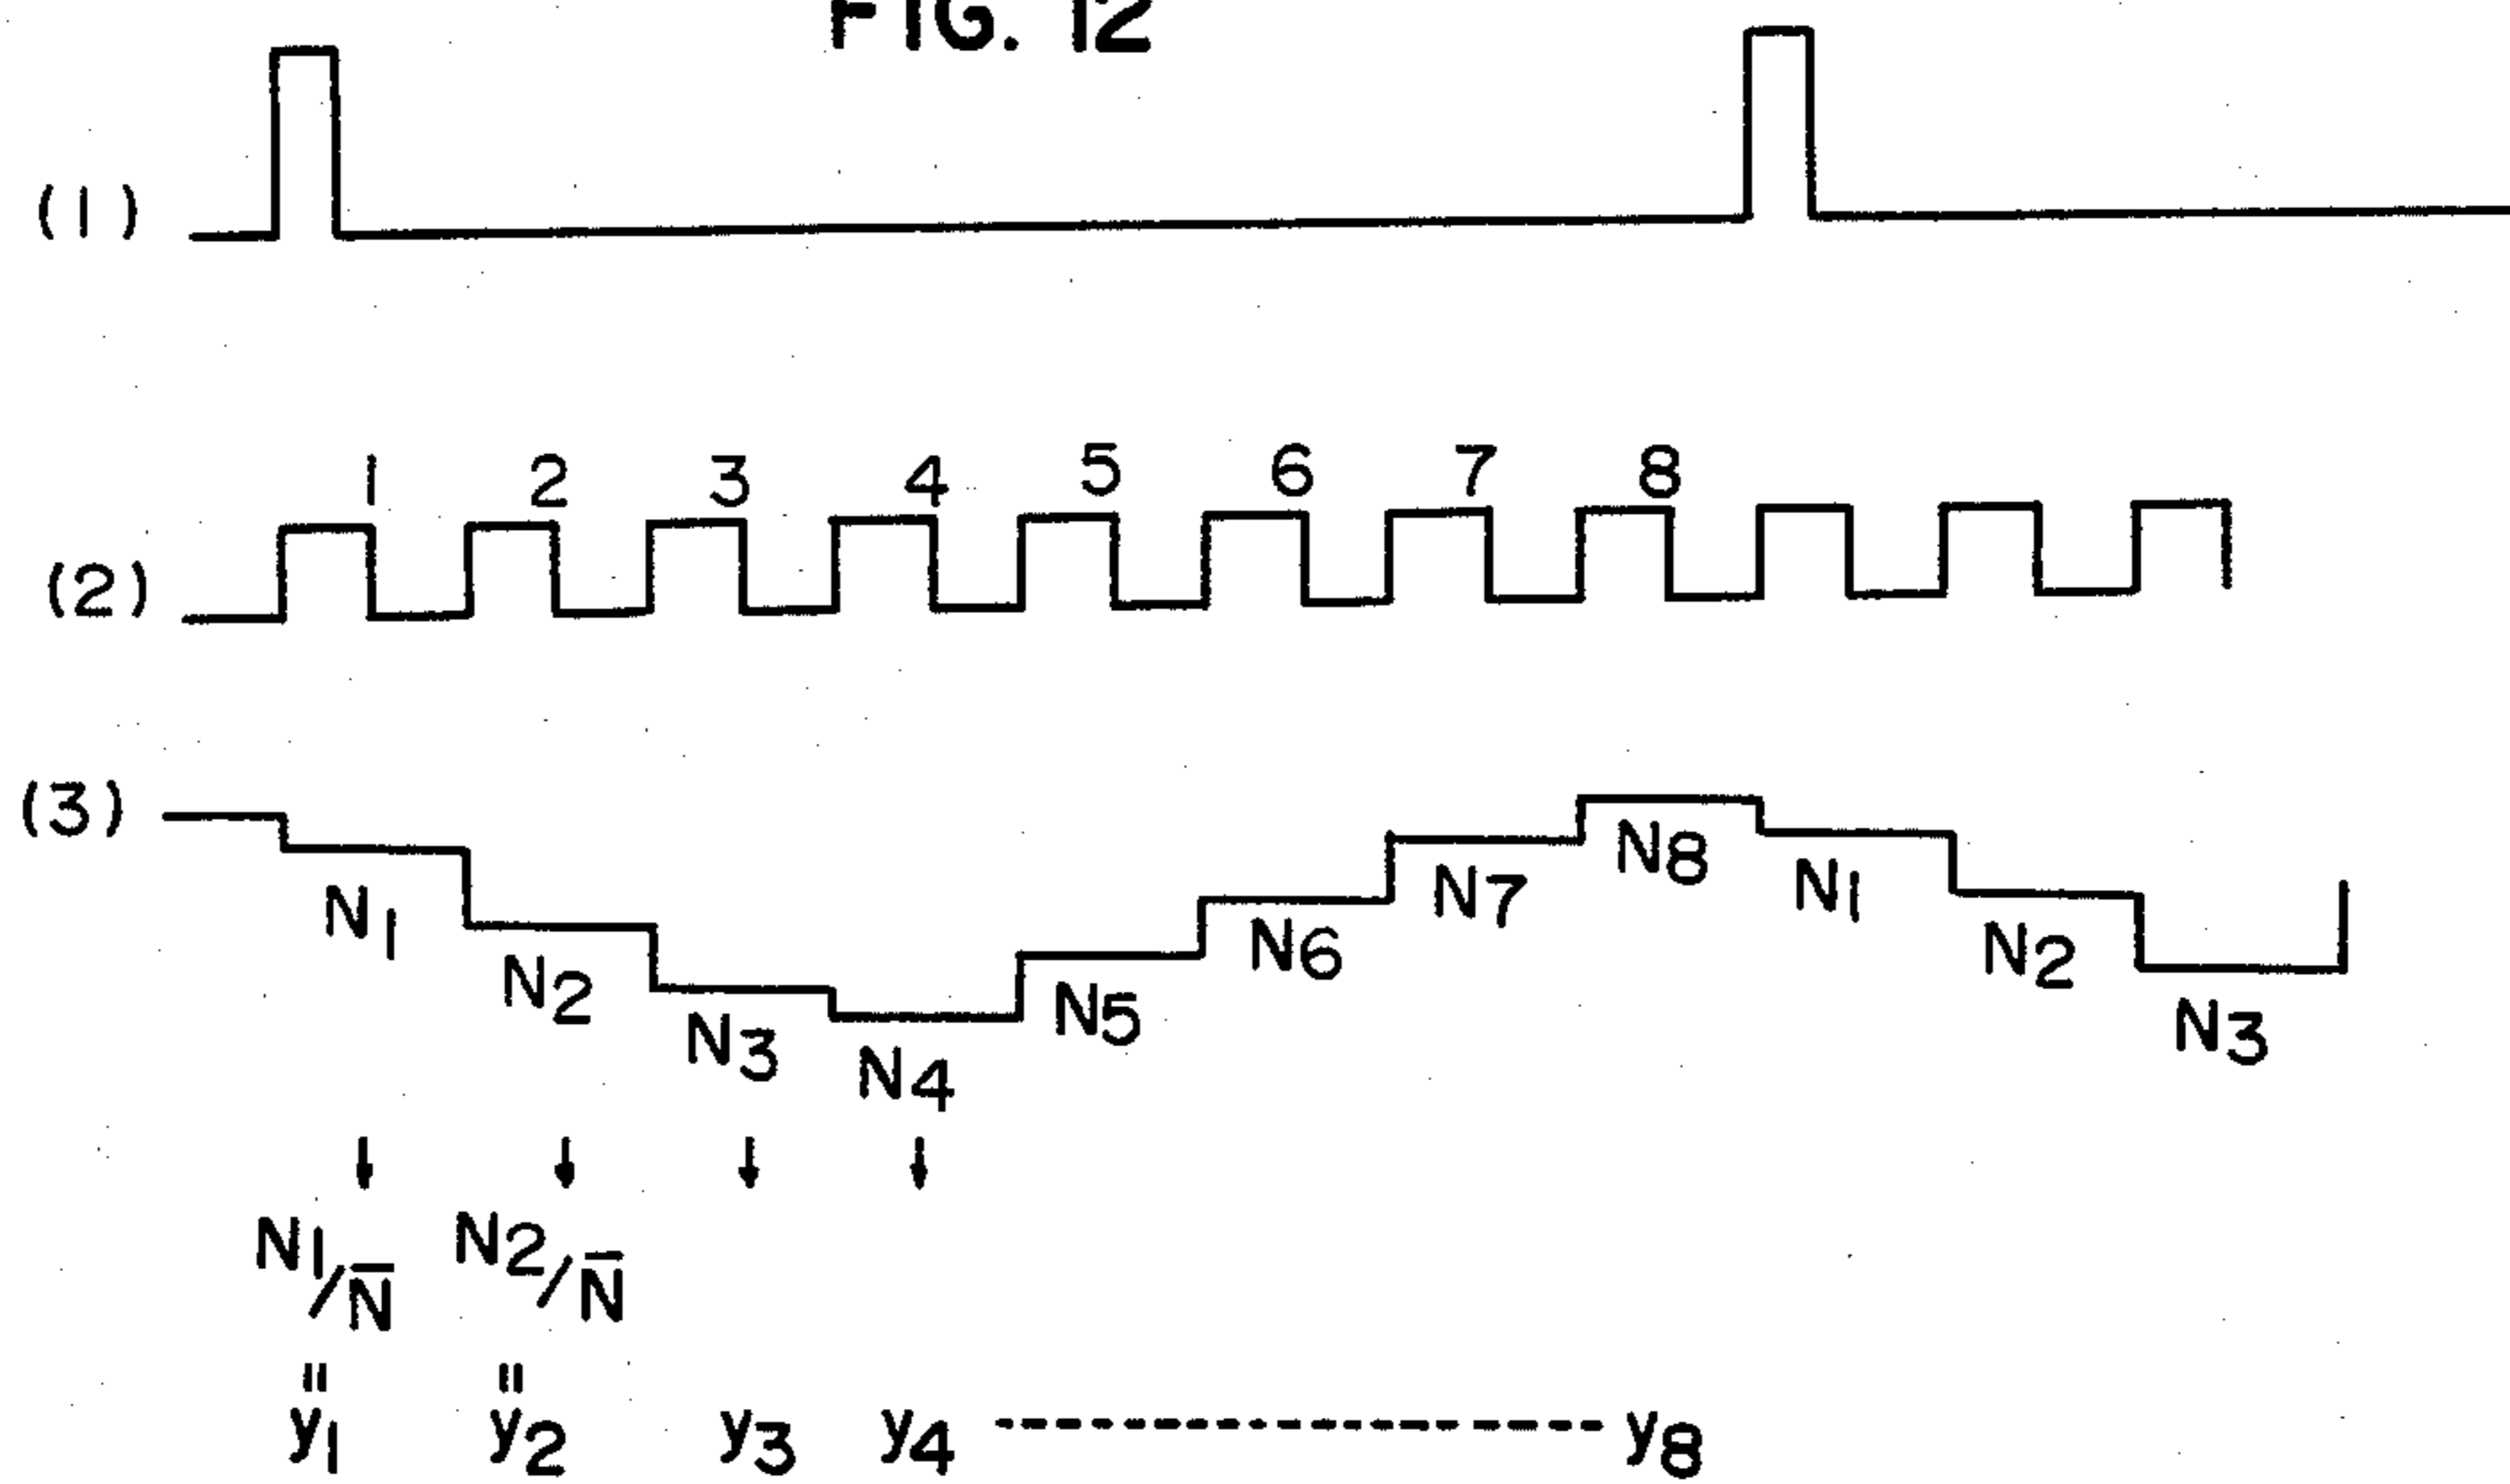 FIG. 12
(1)
1 2 3 4 5 6 7 8
(2)
(3)
N1 N2 N3 N4 N5 N6 N7 N8 N1 N2 N3
N1/N̄ N2/N̄
" "
y1 y2 y3 y4 ---------- y8